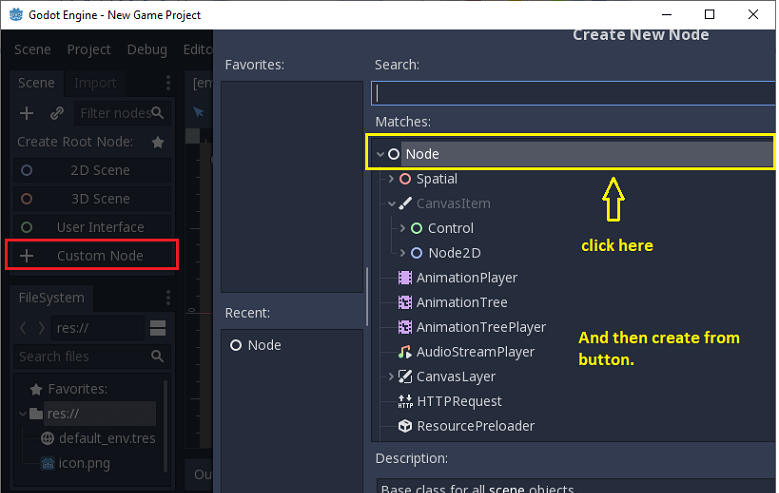 Godot Engine - New Game Project
Scene Project Debug Edito
Scene Import
Filter nodes
Create Root Node:
2D Scene
3D Scene
User Interface
Custom Node
FileSystem
res://
Search files
Favorites:
res://
default_env.tres
icon.png
[em
0
Out
Create New Node
Favorites:
Recent:
Node
Search:
Matches:
Node
Spatial
CanvasItem
Control
Node2D
AnimationPlayer
AnimationTree
AnimationTreePlayer
AudioStreamPlayer
CanvasLayer
HTTP
HTTPRequest
ResourcePreloader
Description:
Base class for all scene objects.
click here
And then create from
button.